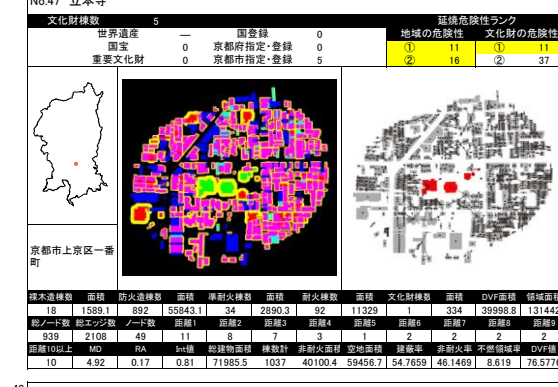 No.47 立本寺
文化財棟数 5 延焼危険性ランク
世界遺産 ― 国登録 0 地域の危険性 文化財の危険性
国宝 0 京都府指定・登録 0 ① 11 ① 11
重要文化財 0 京都市指定・登録 5 ② 16 ② 37
京都市上京区一番
町
裸木造棟数 面積 防火造棟数 面積 準耐火棟数 面積 耐火棟数 面積 文化財棟数 面積 DVF面積 領域面積
18 1589.1 892 55843.1 34 2890.3 92 11329 1 334 39998.8 131442
総ノード数 総エッジ数 ノード数 距離1 距離2 距離3 距離4 距離5 距離6 距離7 距離8 距離9
939 2108 49 11 8 7 3 1 2 2 2 2
距離10以上 MD RA Int値 総建物面積 棟数計 非耐火面積 空地面積 建蔽率 非耐火率 不燃領域率 DVF値
10 4.92 0.17 0.81 71985.5 1037 40100.4 59456.7 54.7659 46.1469 8.619 76.5776